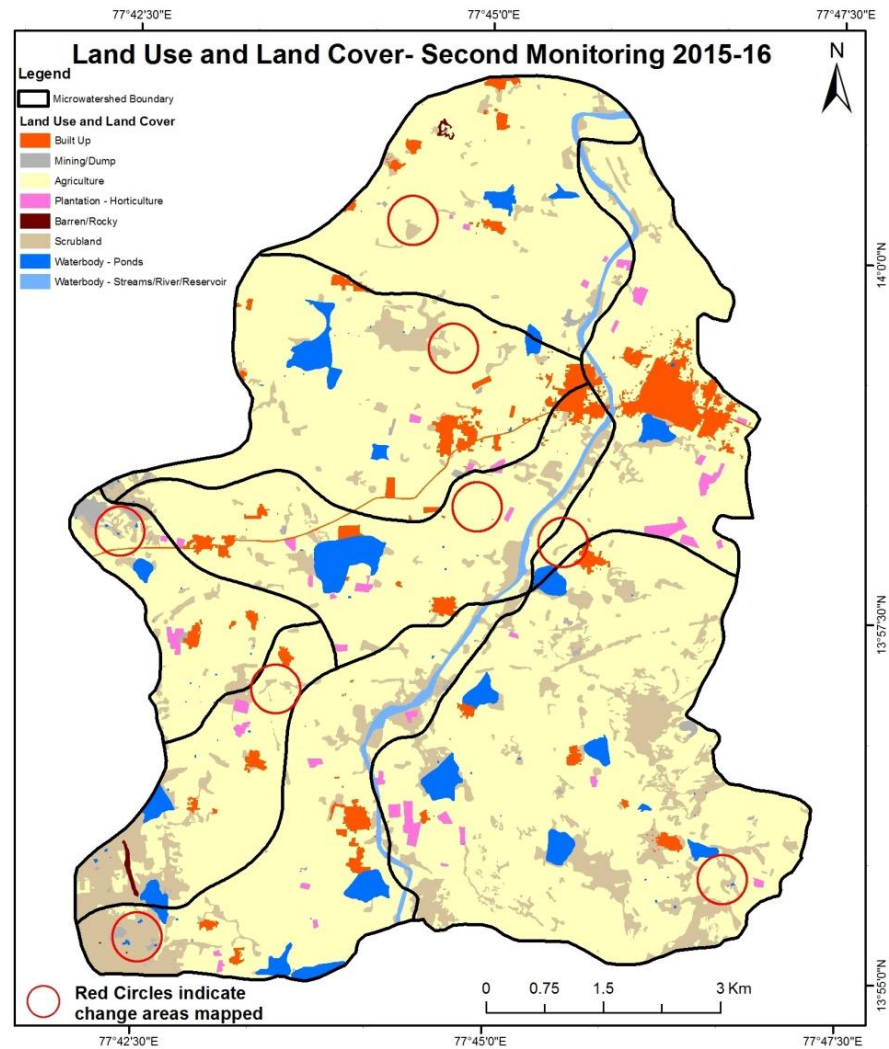 77°42'30"E
77°45'0"E
77°47'30"E
Land Use and Land Cover- Second Monitoring 2015-16
N
Legend
Microwatershed Boundary
Land Use and Land Cover
Built Up
Mining/Dump
Agriculture
Plantation - Horticulture
Barren/Rocky
Scrubland
Waterbody - Ponds
Waterbody - Streams/River/Reservoir
14°0'0"N
13°57'30"N
13°55'0"N
Red Circles indicate
change areas mapped
0 0.75 1.5 3 Km
77°42'30"E
77°45'0"E
77°47'30"E